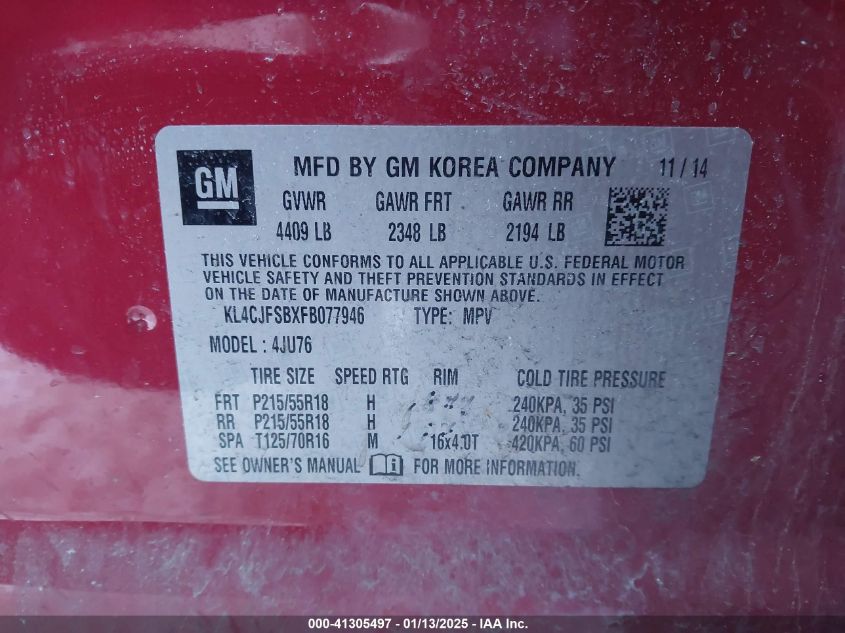 GM MFD BY GM KOREA COMPANY 11 / 14
GVWR GAWR FRT GAWR RR
4409 LB 2348 LB 2194 LB
THIS VEHICLE CONFORMS TO ALL APPLICABLE U.S. FEDERAL MOTOR
VEHICLE SAFETY AND THEFT PREVENTION STANDARDS IN EFFECT
ON THE DATE OF MANUFACTURE SHOWN ABOVE.
KL4CJFSBXFB077946 TYPE: MPV
MODEL : 4JU76
TIRE SIZE SPEED RTG RIM COLD TIRE PRESSURE
FRT P215/55R18 H 240KPA, 35 PSI
RR P215/55R18 H 240KPA, 35 PSI
SPA T125/70R16 M 16x4.0T 420KPA, 60 PSI
SEE OWNER'S MANUAL FOR MORE INFORMATION.
000-41305497 - 01/13/2025 - IAA Inc.